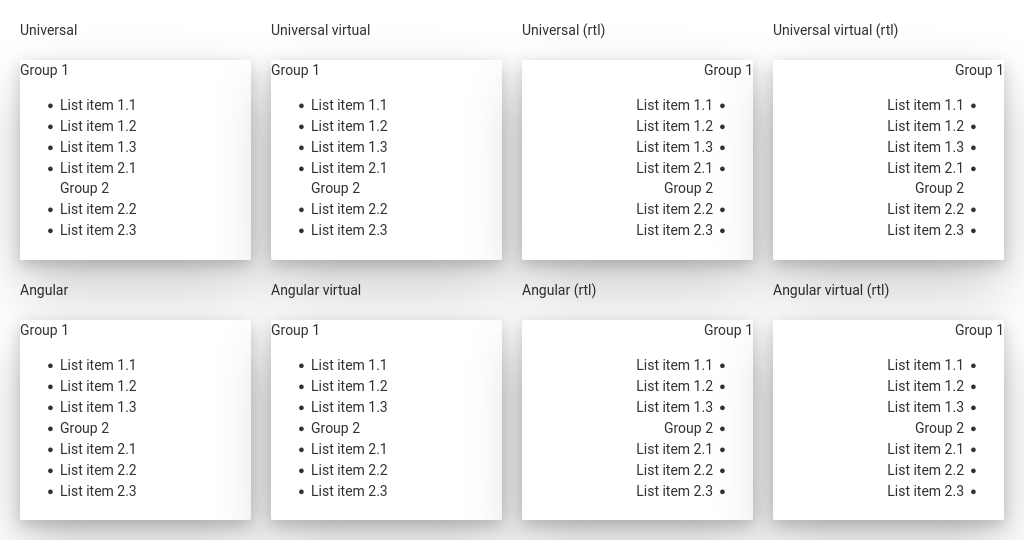 Universal
Group 1
List item 1.1
List item 1.2
List item 1.3
List item 2.1
Group 2
List item 2.2
List item 2.3
Universal virtual
Group 1
List item 1.1
List item 1.2
List item 1.3
List item 2.1
Group 2
List item 2.2
List item 2.3
Universal (rtl)
Group 1
List item 1.1
List item 1.2
List item 1.3
List item 2.1
Group 2
List item 2.2
List item 2.3
Universal virtual (rtl)
Group 1
List item 1.1
List item 1.2
List item 1.3
List item 2.1
Group 2
List item 2.2
List item 2.3
Angular
Group 1
List item 1.1
List item 1.2
List item 1.3
Group 2
List item 2.1
List item 2.2
List item 2.3
Angular virtual
Group 1
List item 1.1
List item 1.2
List item 1.3
Group 2
List item 2.1
List item 2.2
List item 2.3
Angular (rtl)
Group 1
List item 1.1
List item 1.2
List item 1.3
Group 2
List item 2.1
List item 2.2
List item 2.3
Angular virtual (rtl)
Group 1
List item 1.1
List item 1.2
List item 1.3
Group 2
List item 2.1
List item 2.2
List item 2.3